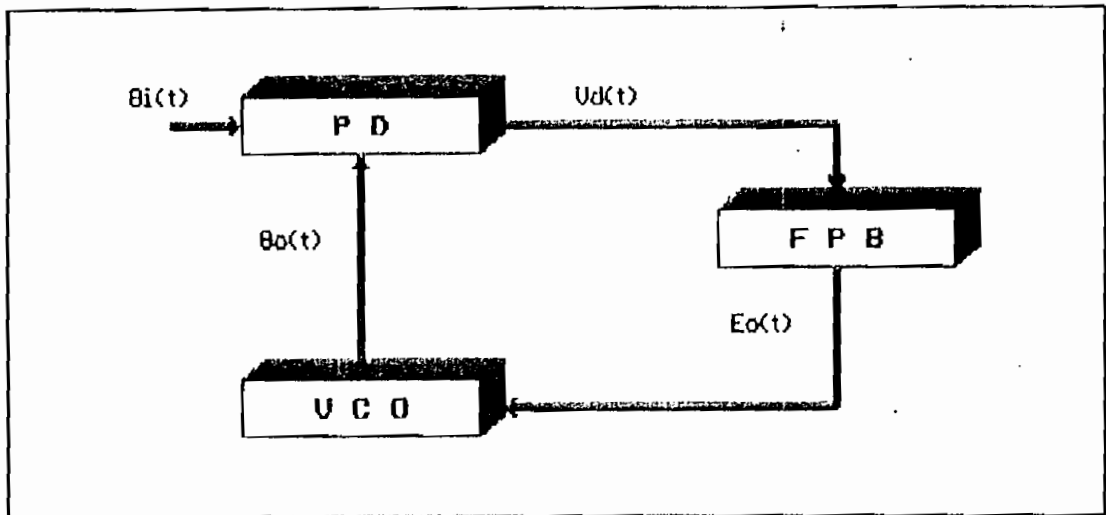 θi(t)
P D
Vd(t)
F P B
θo(t)
Eo(t)
V C O